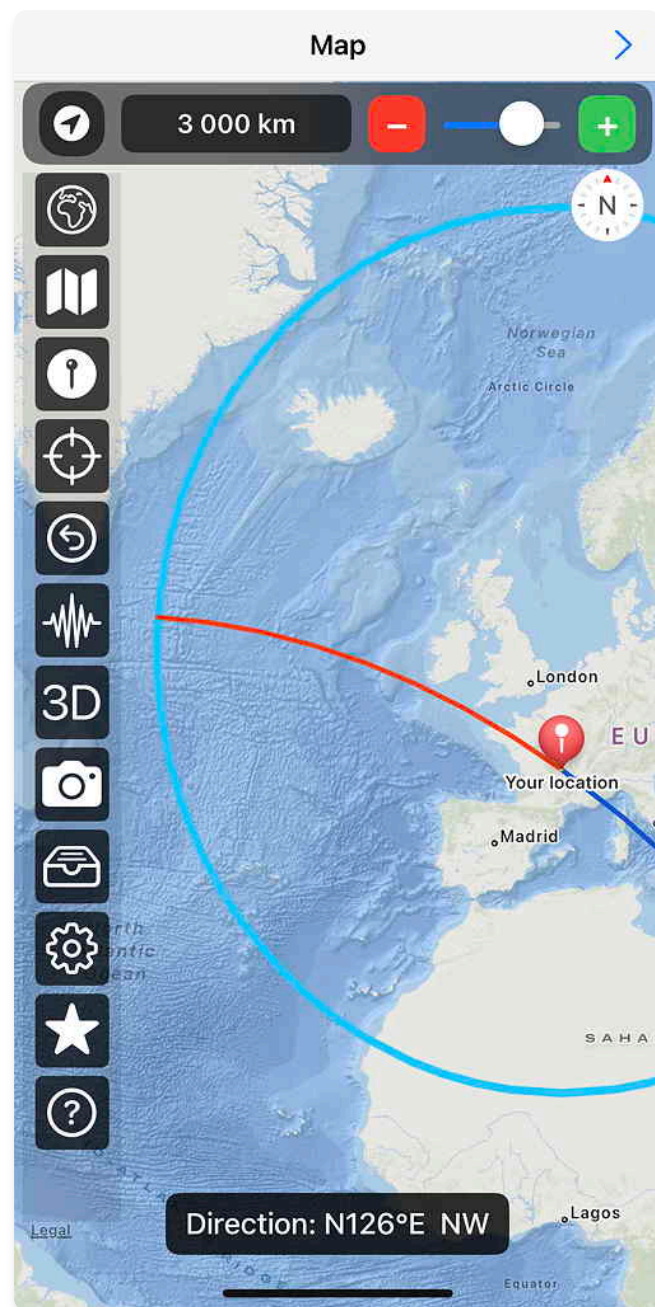 Map
3 000 km
N
Norwegian
Sea
Arctic Circle
London
EU
Your location
Madrid
SAHA
3D
?
Direction: N126°E NW
Legal
Lagos
Equator